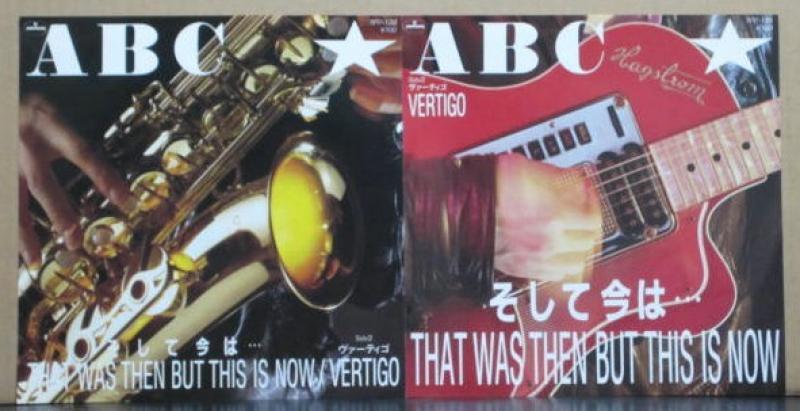 ABC
¥700
そして今は…
Side2
ヴァーティゴ
THAT WAS THEN BUT THIS IS NOW / VERTIGO
ABC
Hagstrom
Side2
ヴァーティゴ
VERTIGO
そして今は…
THAT WAS THEN BUT THIS IS NOW